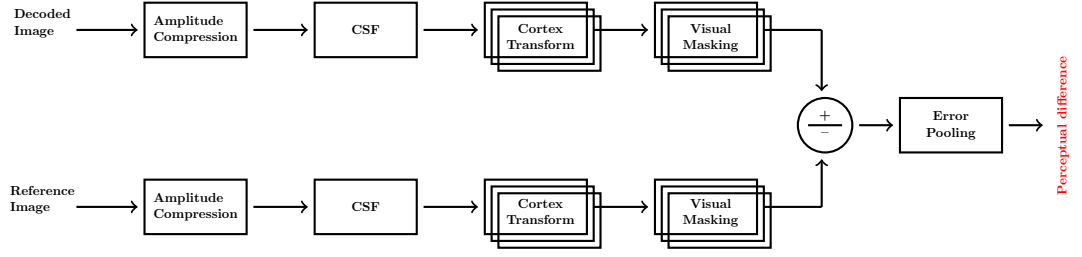 Decoded
Image
Amplitude
Compression
CSF
Cortex
Transform
Visual
Masking
+
−
Error
Pooling
Perceptual difference
Reference
Image
Amplitude
Compression
CSF
Cortex
Transform
Visual
Masking